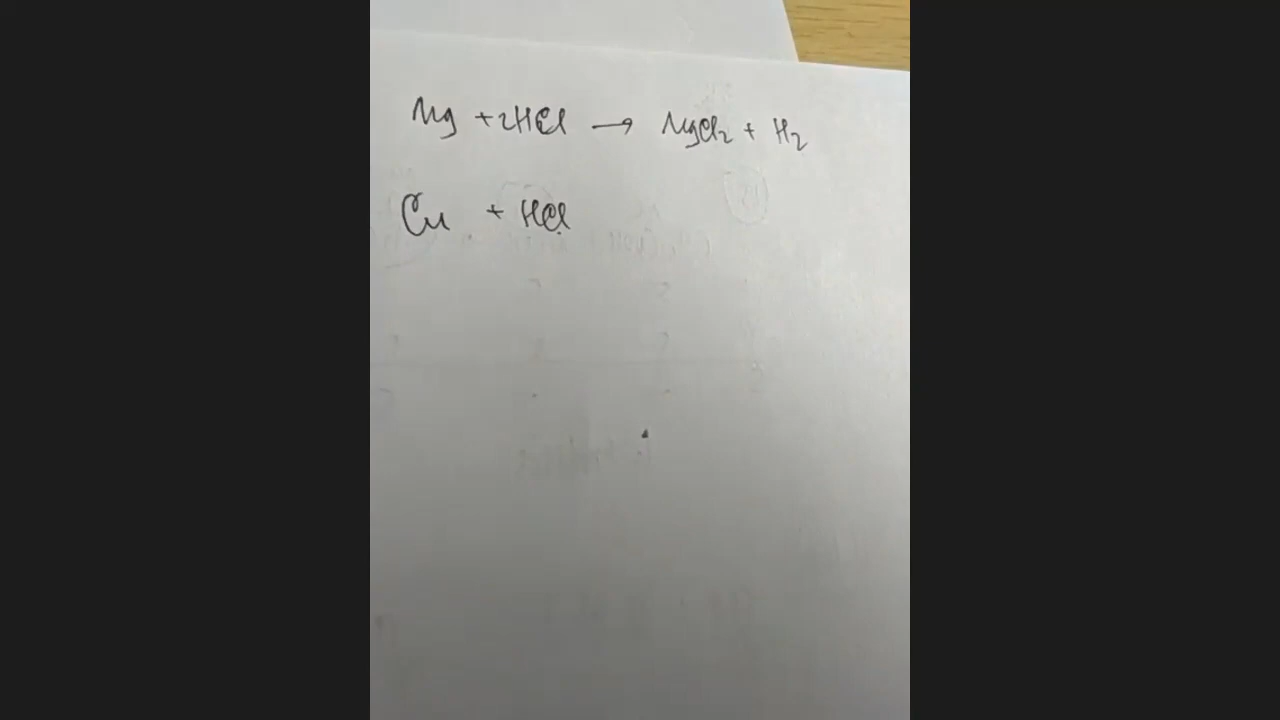 Mg + 2HCl → MgCl2 + H2
Cu + HCl